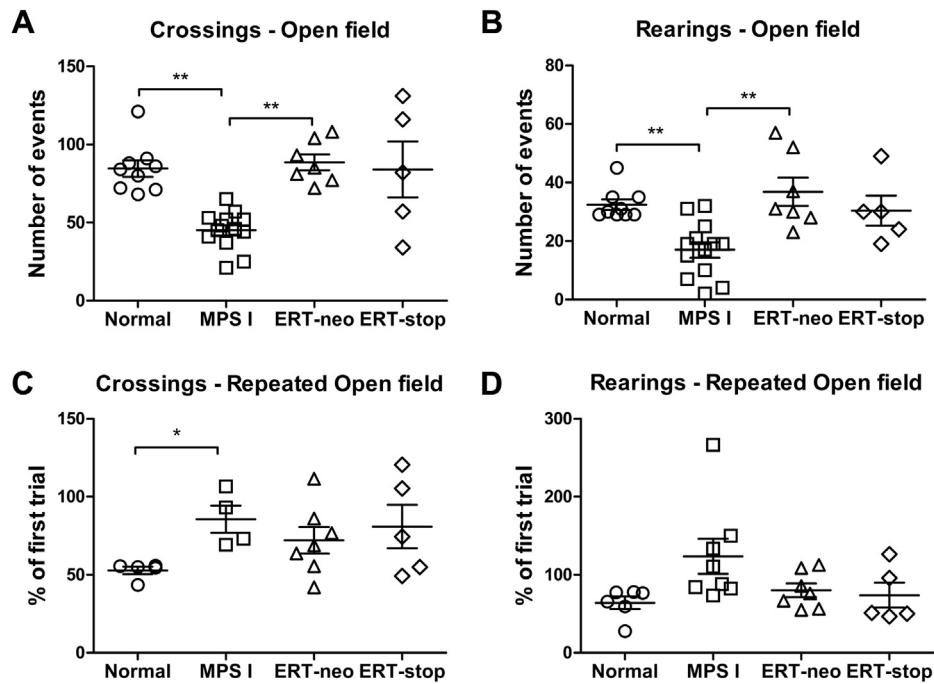 A
Crossings - Open field
Number of events
150
100
50
0
**
**
Normal MPS I ERT-neo ERT-stop
B
Rearings - Open field
Number of events
80
60
40
20
0
**
**
Normal MPS I ERT-neo ERT-stop
C
Crossings - Repeated Open field
% of first trial
150
100
50
0
*
Normal MPS I ERT-neo ERT-stop
D
Rearings - Repeated Open field
% of first trial
300
200
100
0
Normal MPS I ERT-neo ERT-stop